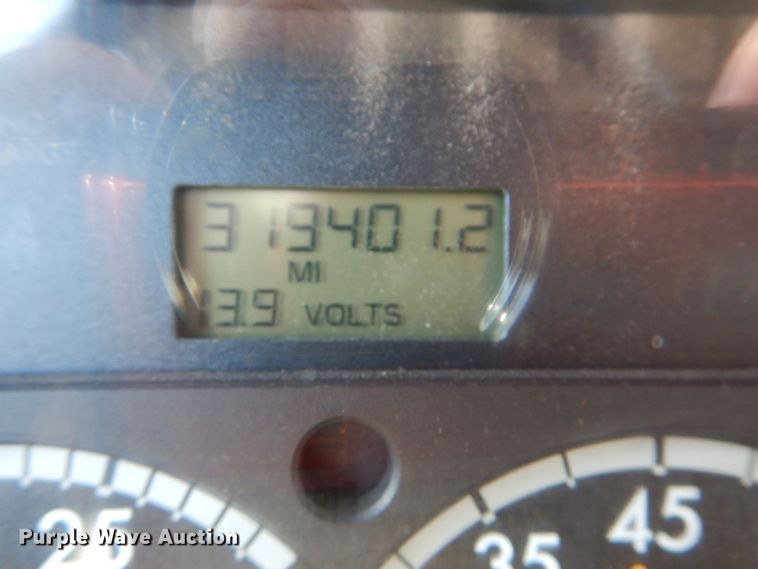 319401.2
MI
13.9 VOLTS
25
35
45
Purple Wave Auction